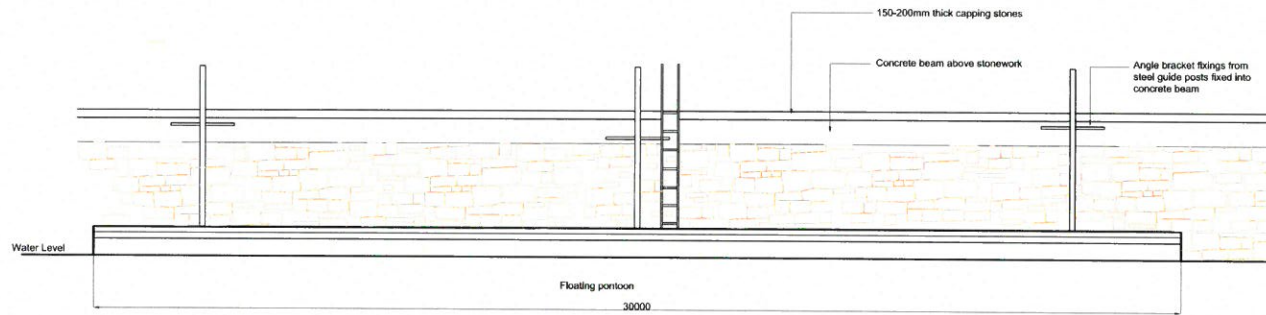 150-200mm thick capping stones
Concrete beam above stonework
Angle bracket fixings from
steel guide posts fixed into
concrete beam
Water Level
Floating pontoon
30000